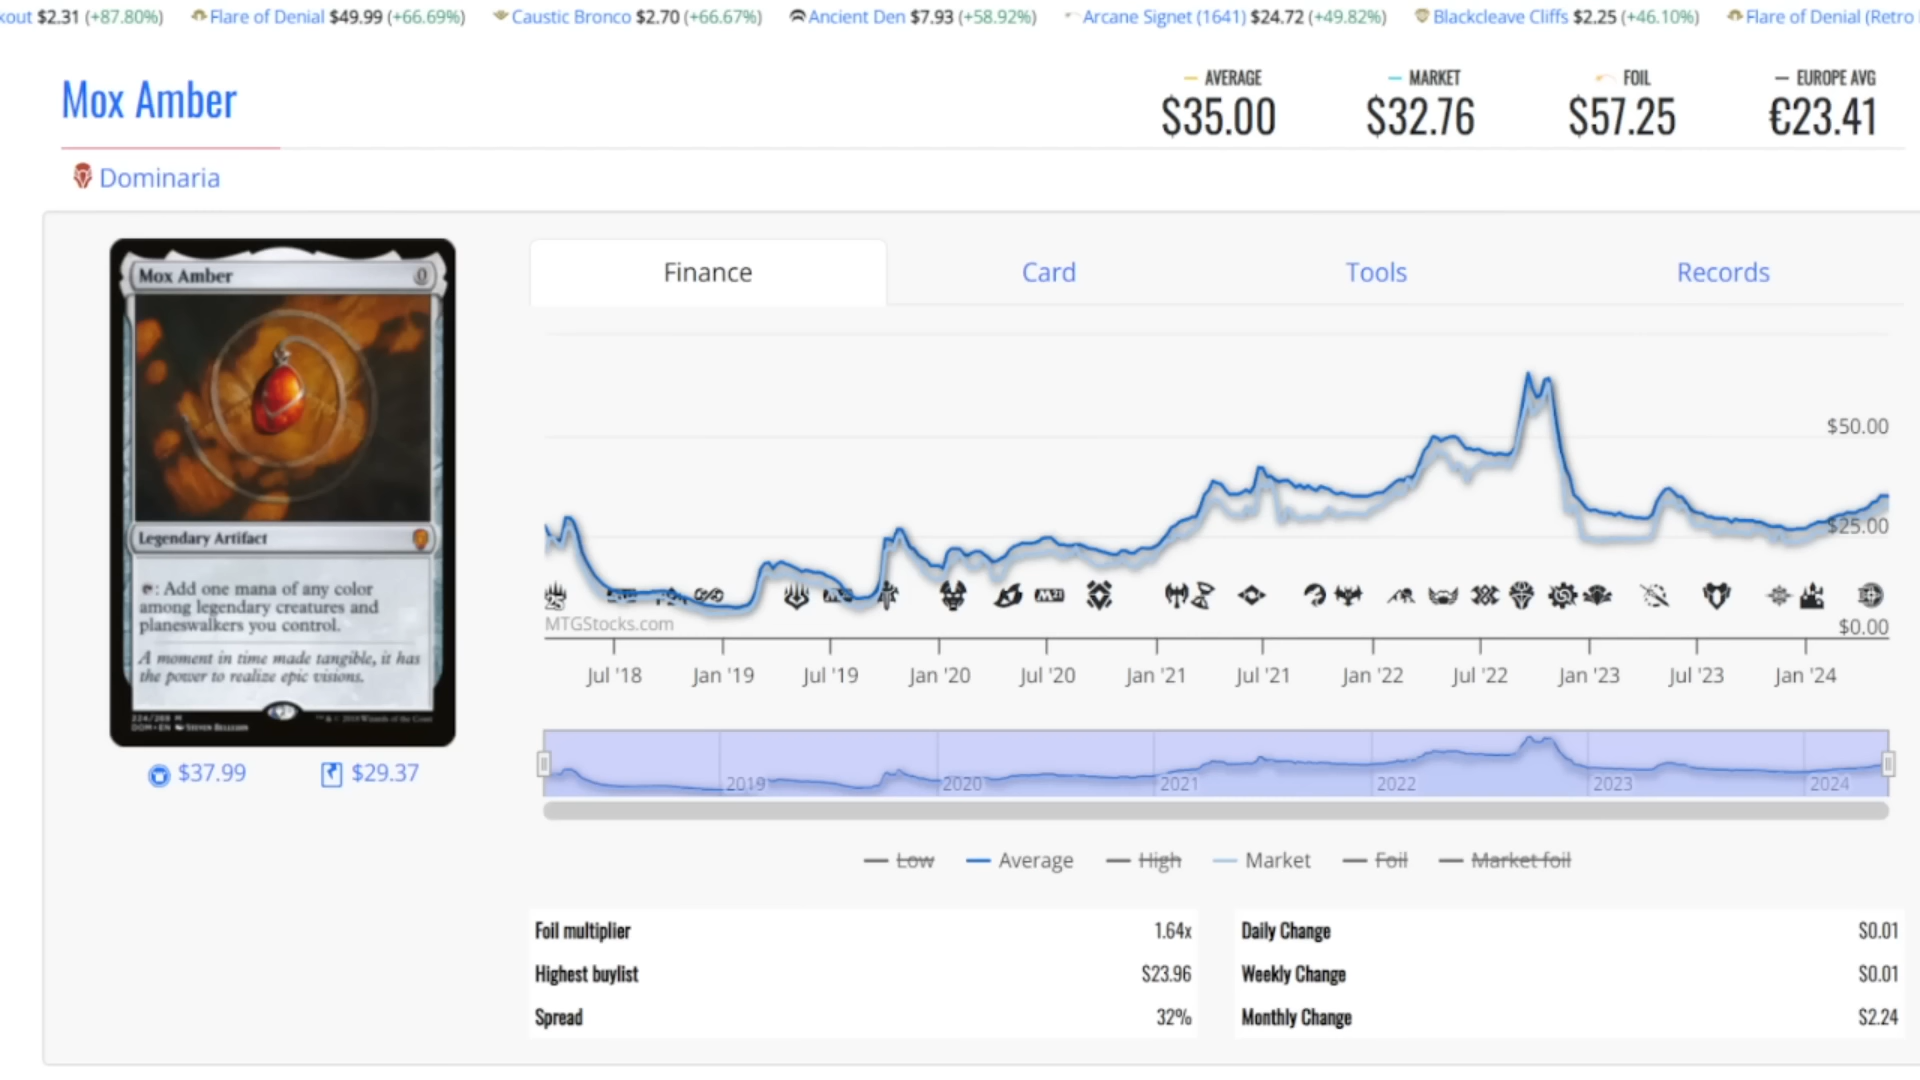 kout $2.31 (+87.80%) Flare of Denial $49.99 (+66.69%) Caustic Bronco $2.70 (+66.67%) Ancient Den $7.93 (+58.92%) Arcane Signet (1641) $24.72 (+49.82%) Blackcleave Cliffs $2.25 (+46.10%) Flare of Denial (Retro
Mox Amber
AVERAGE MARKET FOIL EUROPE AVG
$35.00 $32.76 $57.25 €23.41
Dominaria
Finance Card Tools Records
Mox Amber 0
Legendary Artifact
: Add one mana of any color
among legendary creatures and
planeswalkers you control.
A moment in time made tangible, it has
the power to realize epic visions.
224/269 M
DOM • EN Steven Belledin
$37.99 $29.37
$50.00
$25.00
$0.00
MTGStocks.com
Jul '18 Jan '19 Jul '19 Jan '20 Jul '20 Jan '21 Jul '21 Jan '22 Jul '22 Jan '23 Jul '23 Jan '24
2019 2020 2021 2022 2023 2024
Low Average High Market Foil Market foil
Foil multiplier 1.64x Daily Change $0.01
Highest buylist $23.96 Weekly Change $0.01
Spread 32% Monthly Change $2.24